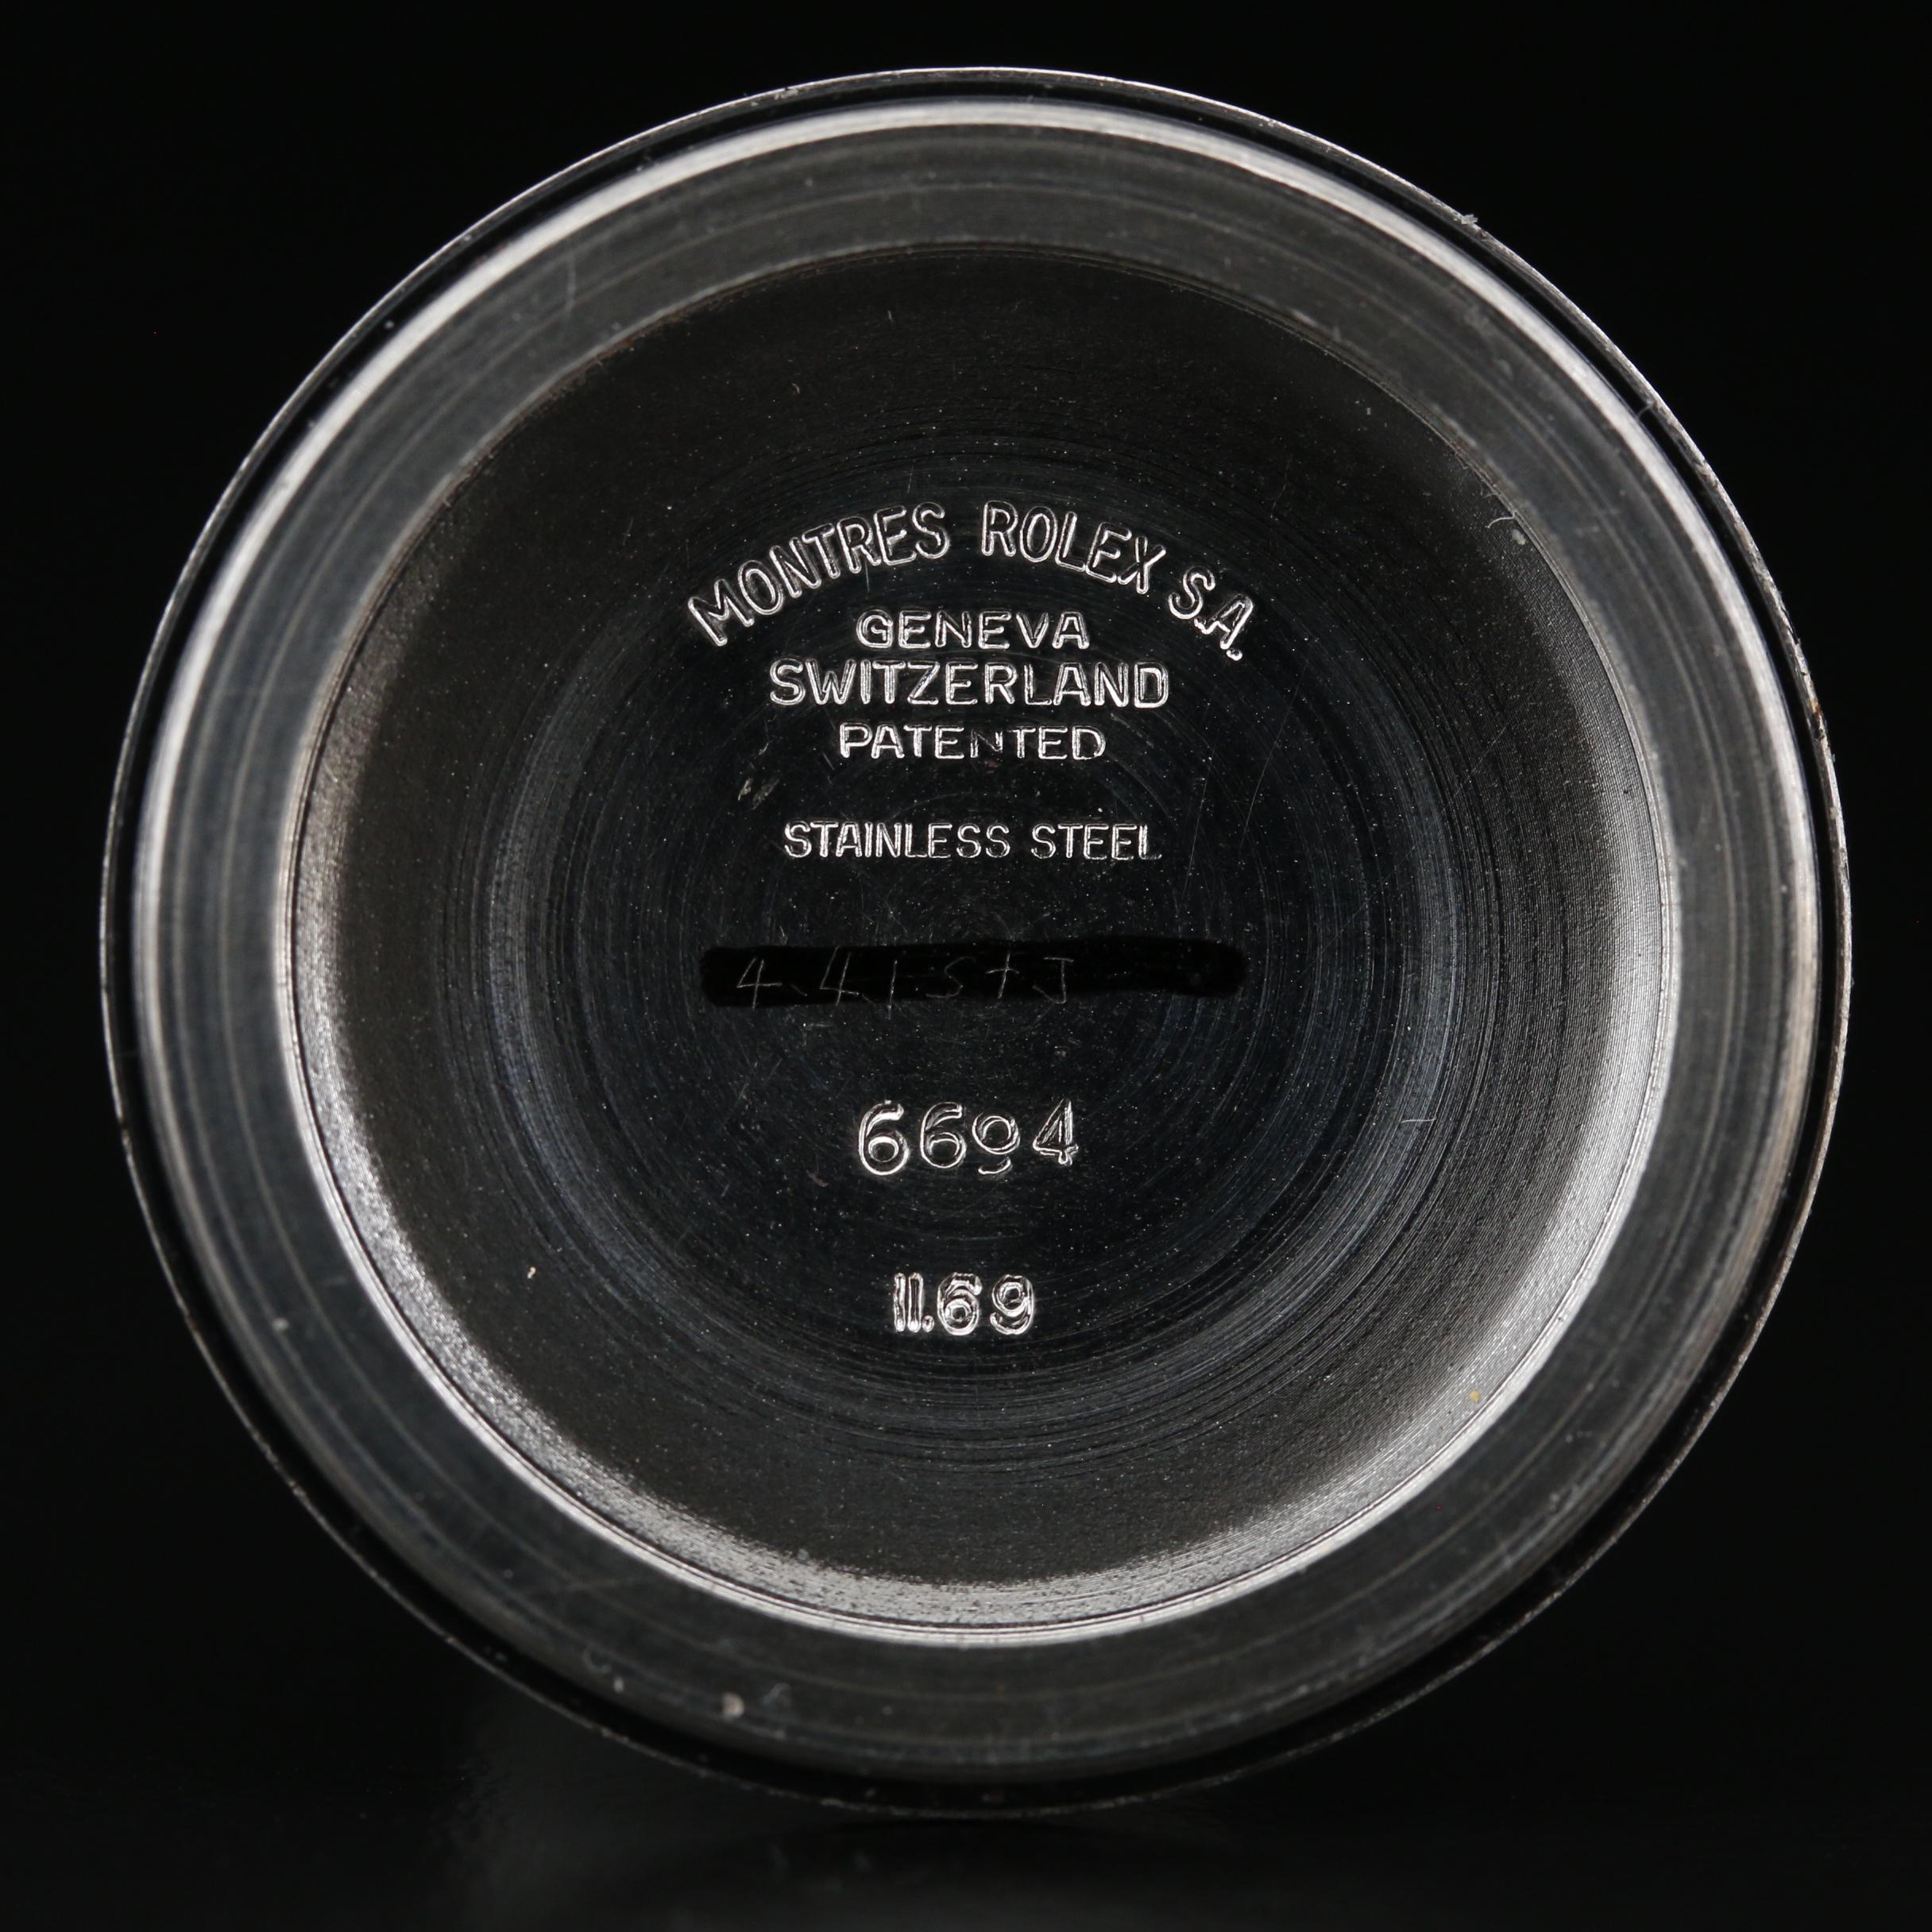 MONTRES ROLEX S.A.
GENEVA
SWITZERLAND
PATENTED
STAINLESS STEEL
6694
II.69